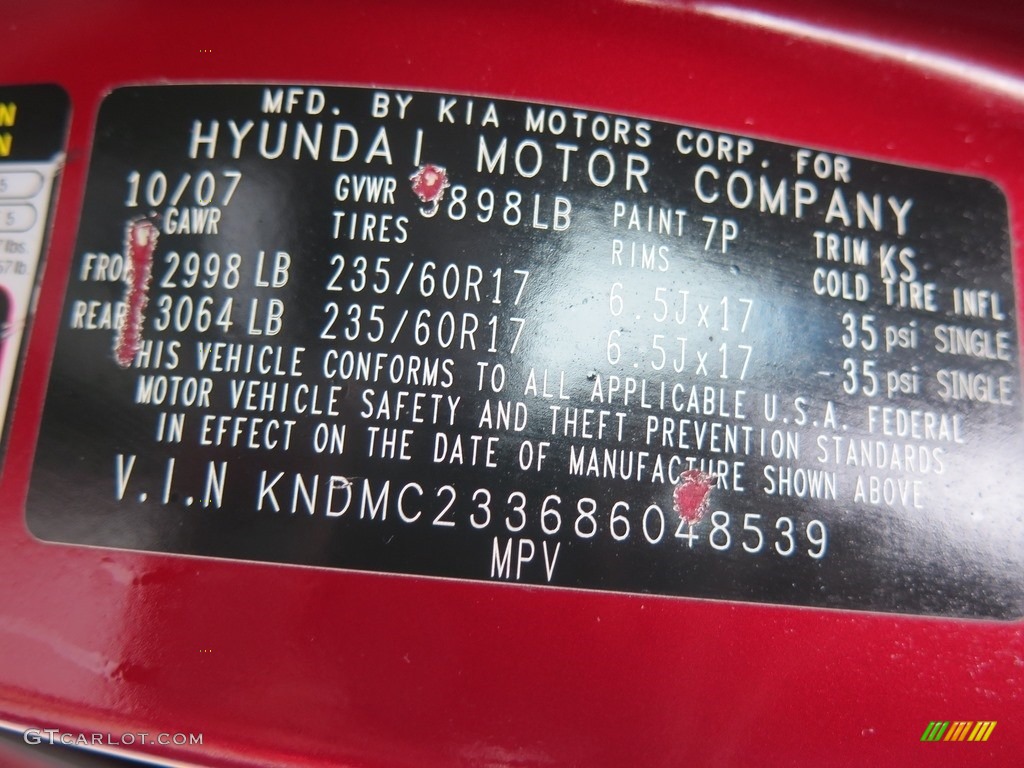 MFD. BY KIA MOTORS CORP. FOR
HYUNDAI MOTOR COMPANY
10/07 GVWR 5898LB PAINT 7P TRIM KS
GAWR TIRES RIMS COLD TIRE INFL
FRONT 2998 LB 235/60R17 6.5Jx17 35 psi SINGLE
REAR 3064 LB 235/60R17 6.5Jx17 35 psi SINGLE
THIS VEHICLE CONFORMS TO ALL APPLICABLE U.S.A. FEDERAL
MOTOR VEHICLE SAFETY AND THEFT PREVENTION STANDARDS
IN EFFECT ON THE DATE OF MANUFACTURE SHOWN ABOVE
V.I.N KNDMC233686048539
MPV
GTCARLOT.COM